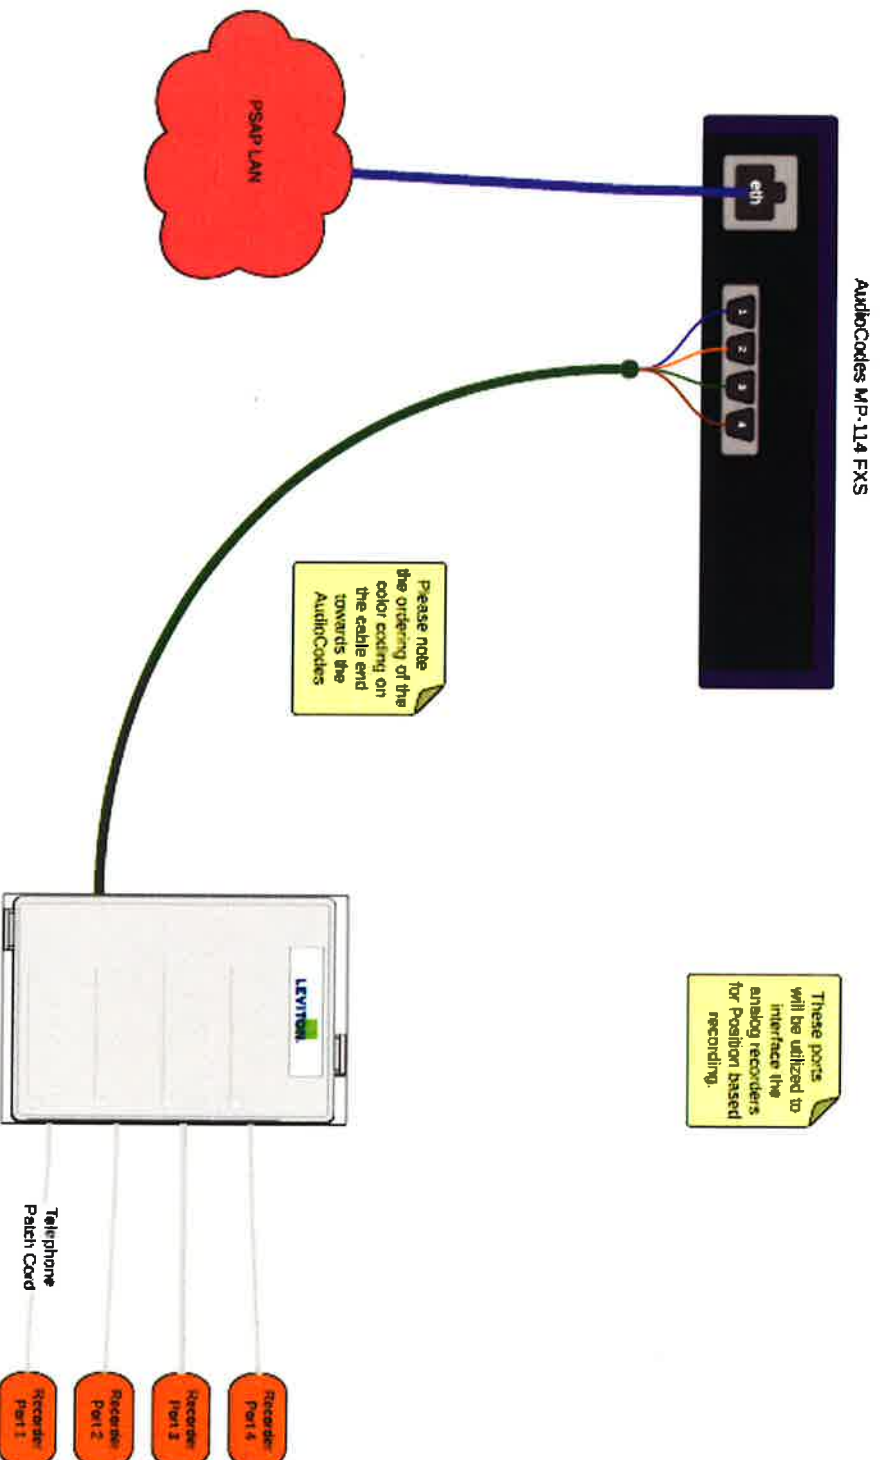 AudioCodes MP-114 FXS
eth
1
2
3
4
PSAP LAN
These ports
will be utilized to
interface the
analog recorders
for Position based
recording.
Please note
the ordering of the
color coding on
the cable end
towards the
AudioCodes
LEVITON.
Telephone
Patch Cord
Recorder
Port 4
Recorder
Port 3
Recorder
Port 2
Recorder
Port 1